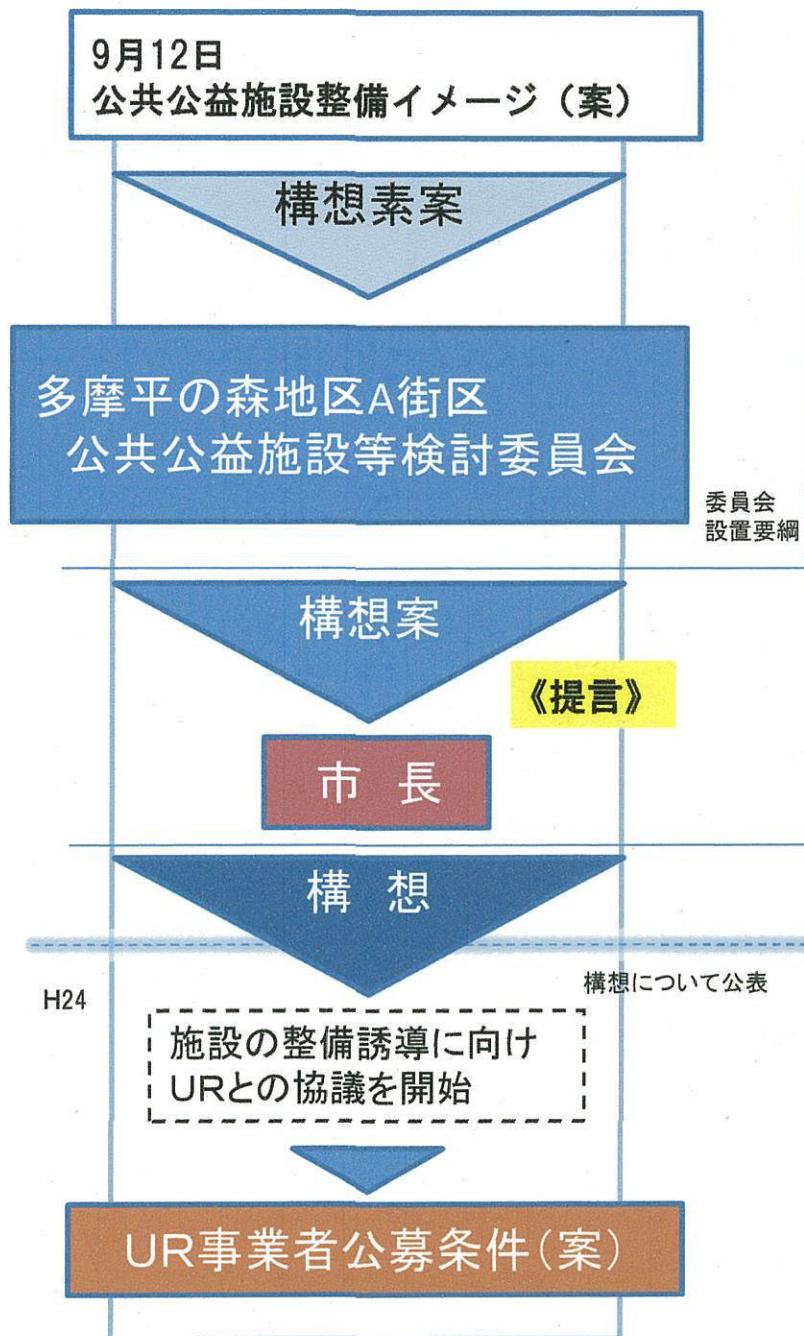 9月12日
公共公益施設整備イメージ（案）
構想素案
多摩平の森地区A街区
公共公益施設等検討委員会
委員会
設置要綱
構想案
《提言》
市 長
構 想
構想について公表
H24
施設の整備誘導に向け
URとの協議を開始
UR事業者公募条件（案）